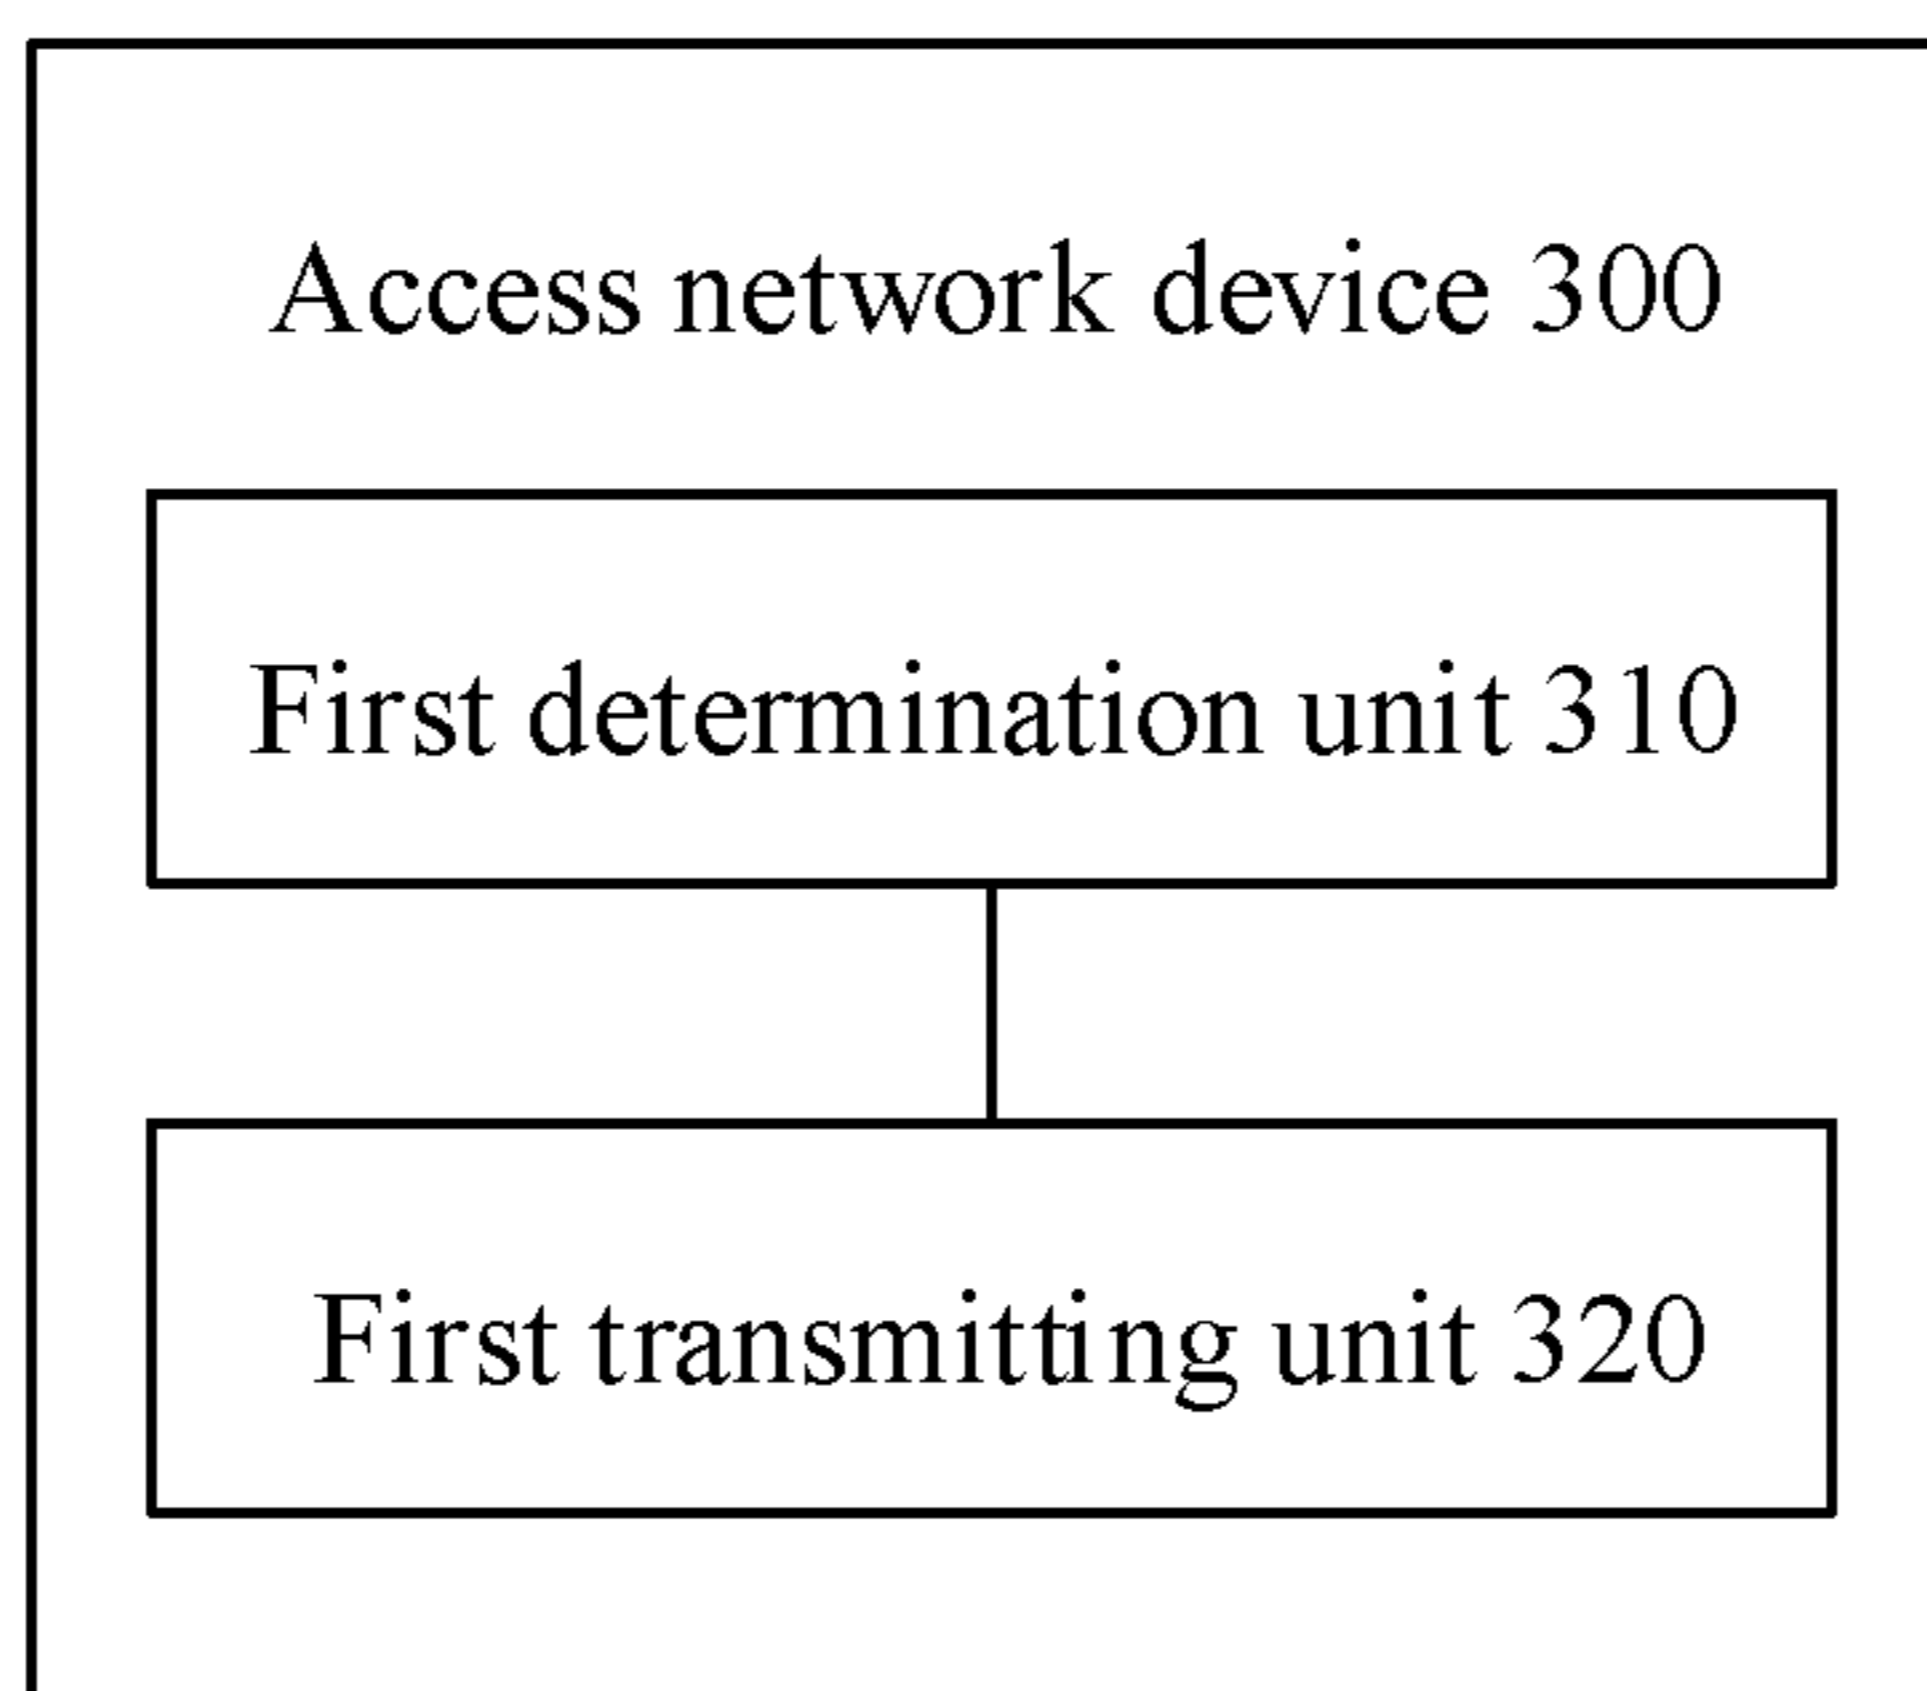 Access network device 300
First determination unit 310
First transmitting unit 320